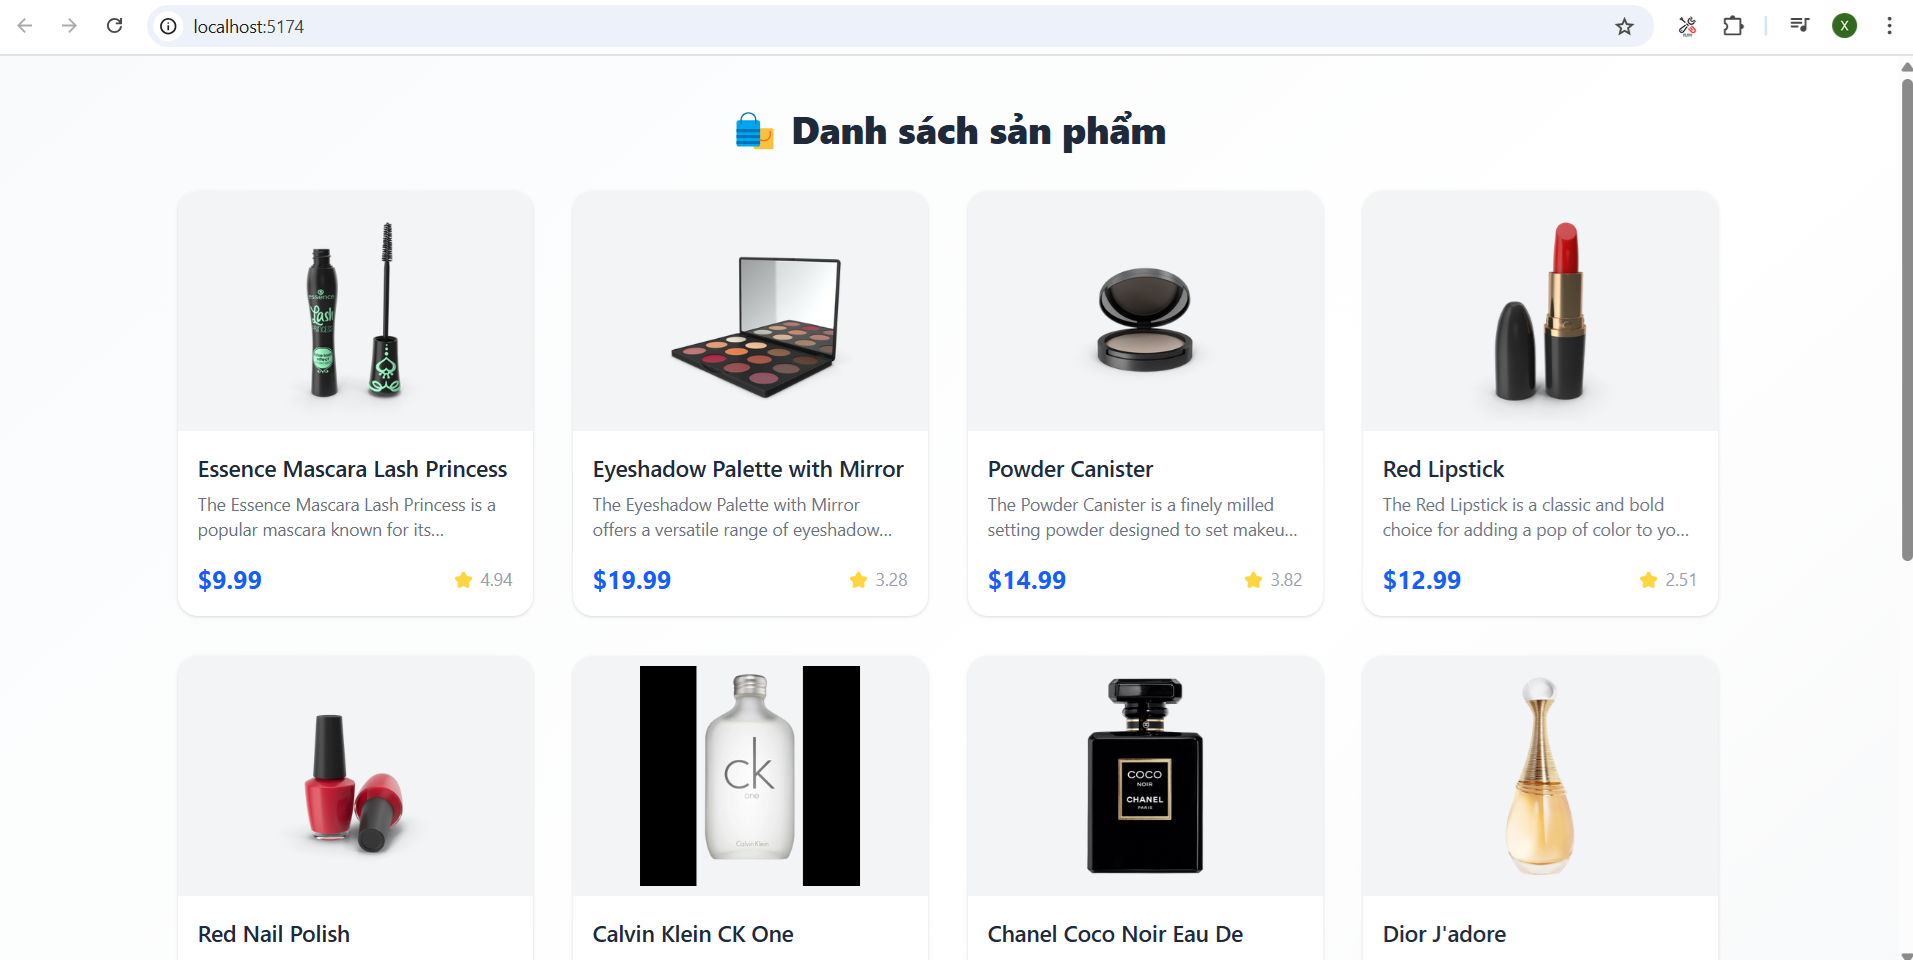 localhost:5174
X
Danh sách sản phẩm
essence
Lash
PRINCESS
Essence Mascara Lash Princess
The Essence Mascara Lash Princess is a
popular mascara known for its...
$9.99
4.94
Eyeshadow Palette with Mirror
The Eyeshadow Palette with Mirror
offers a versatile range of eyeshadow...
$19.99
3.28
Powder Canister
The Powder Canister is a finely milled
setting powder designed to set makeu...
$14.99
3.82
Red Lipstick
The Red Lipstick is a classic and bold
choice for adding a pop of color to yo...
$12.99
2.51
ck
one
Calvin Klein
COCO
NOIR
CHANEL
PARIS
Red Nail Polish
Calvin Klein CK One
Chanel Coco Noir Eau De
Dior J'adore